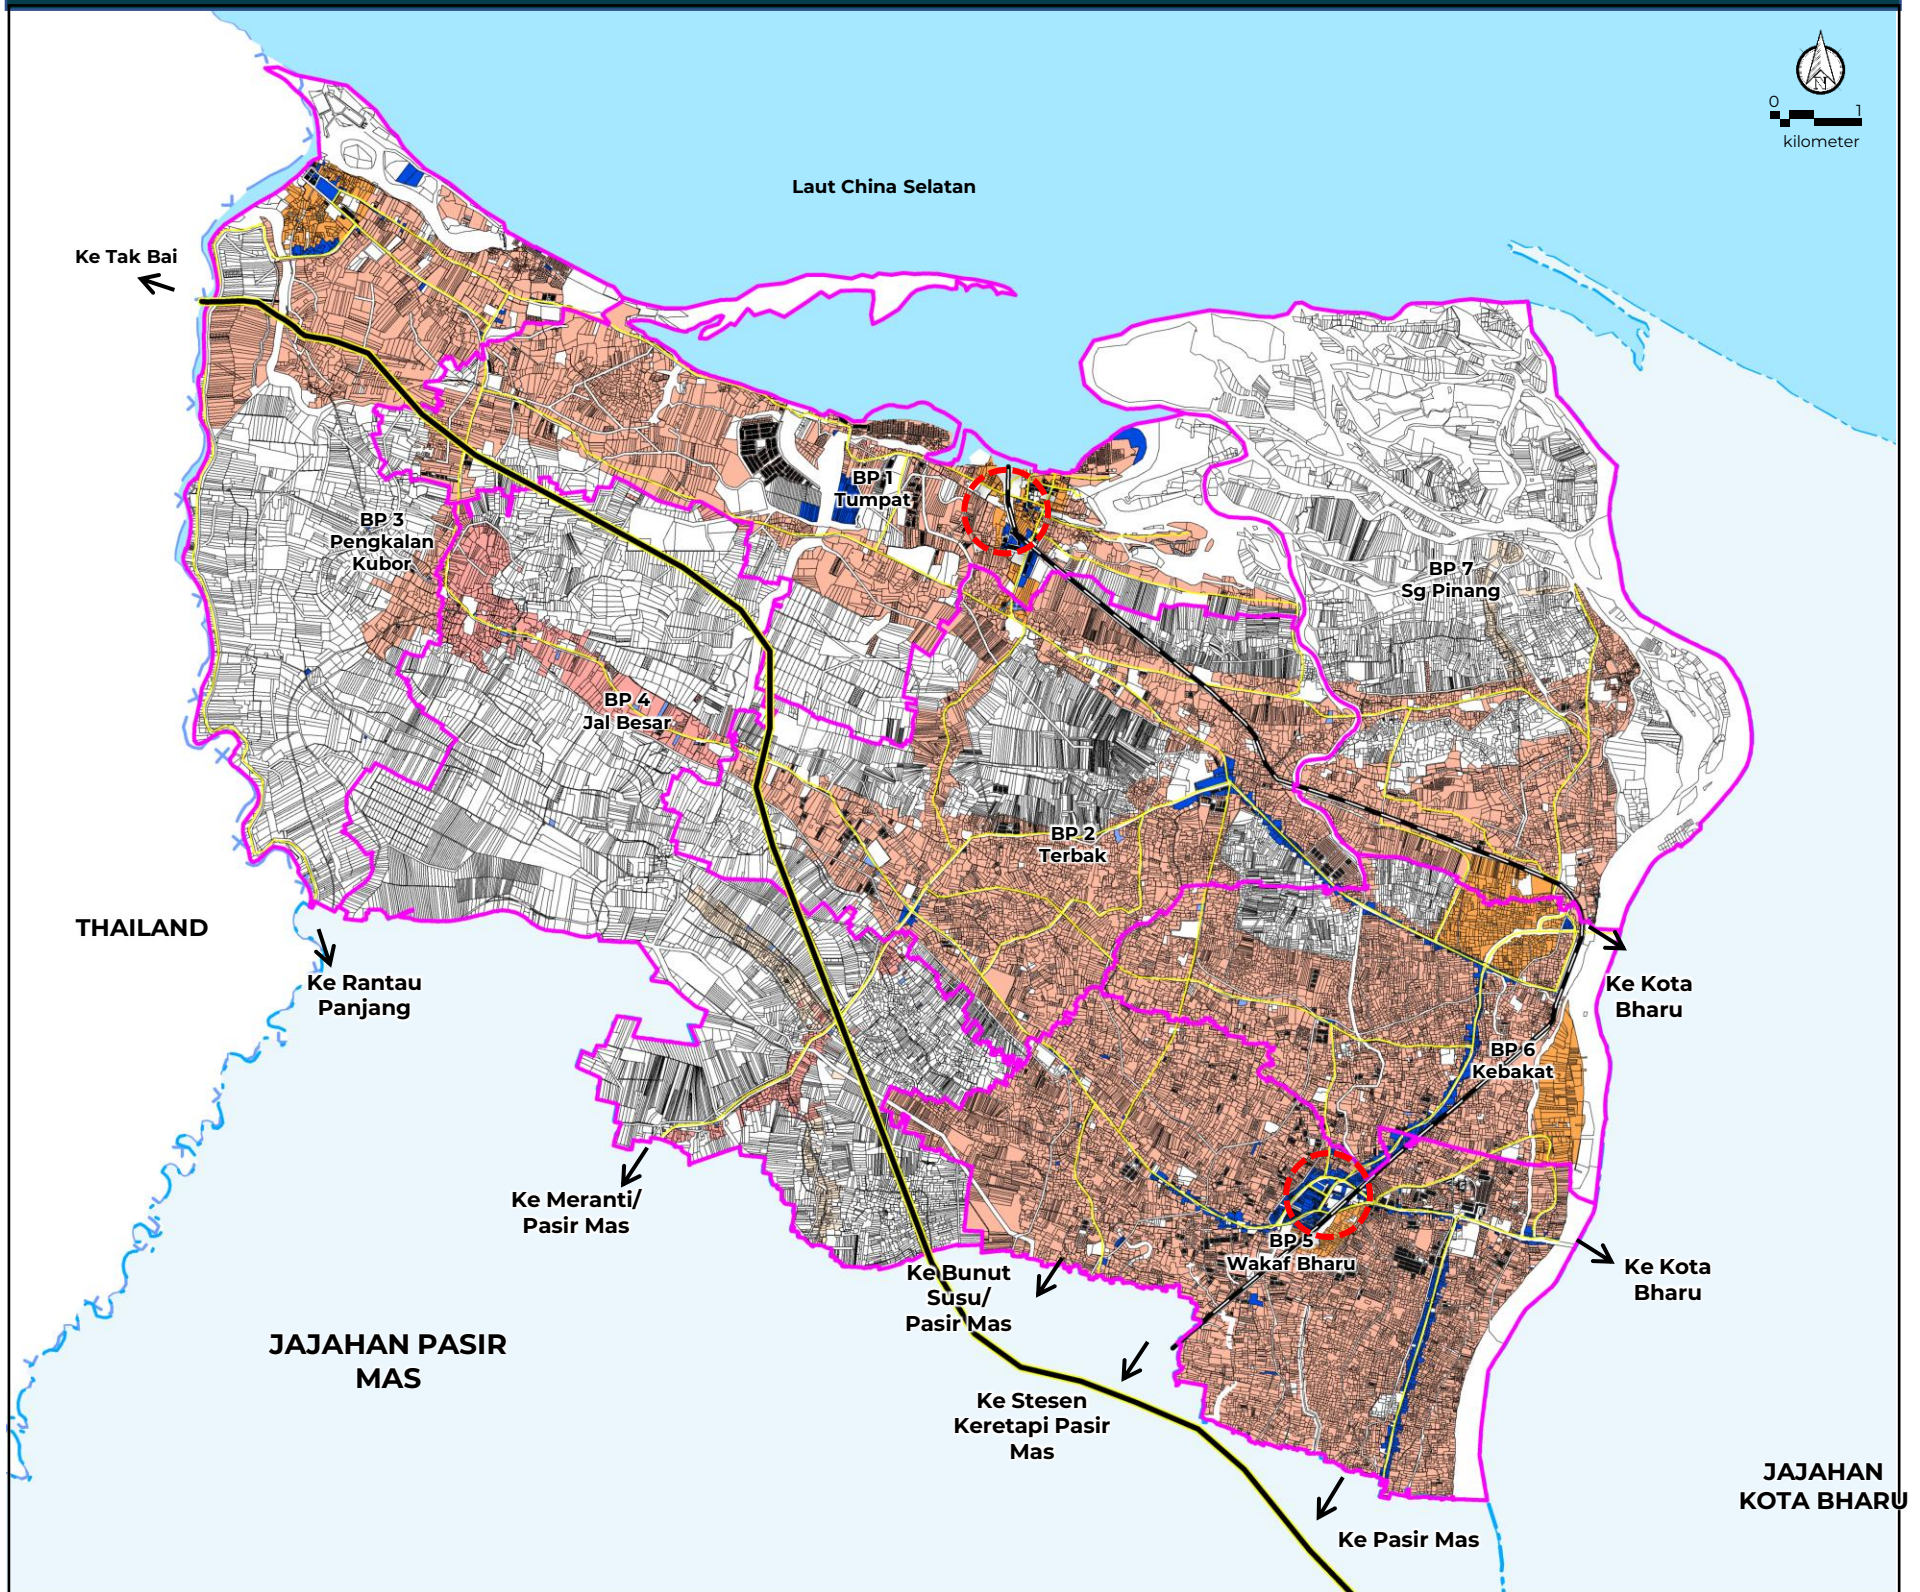 N
0 1
kilometer
Laut China Selatan
Ke Tak Bai
BP 1
Tumpat
BP 3
Pengkalan
Kubor
BP 7
Sg Pinang
BP 4
Jal Besar
BP 2
Terbak
THAILAND
Ke Rantau
Panjang
Ke Kota
Bharu
BP 6
Kebakat
Ke Meranti/
Pasir Mas
BP 5
Wakaf Bharu
Ke Bunut
Susu/
Pasir Mas
Ke Kota
Bharu
JAJAHAN PASIR
MAS
Ke Stesen
Keretapi Pasir
Mas
JAJAHAN
KOTA BHARU
Ke Pasir Mas